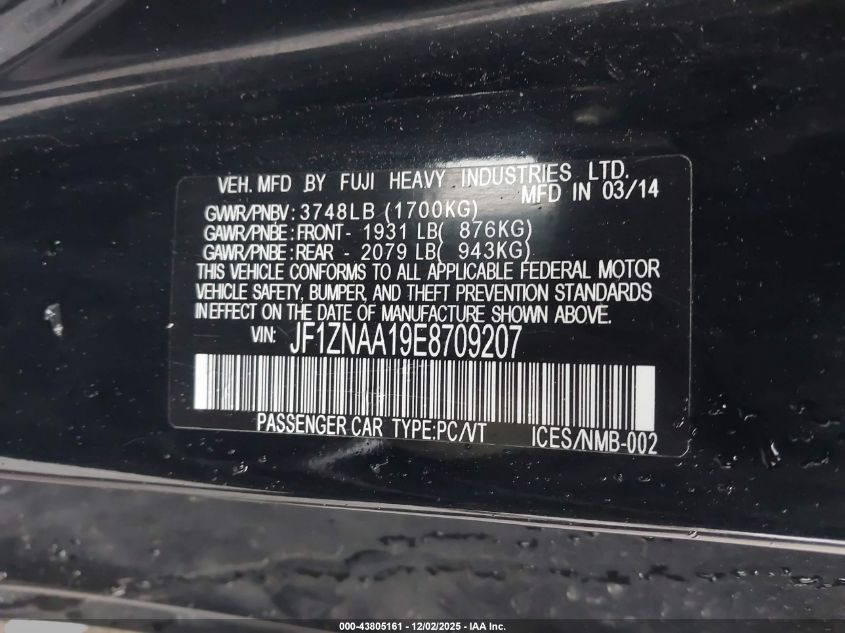 VEH. MFD BY FUJI HEAVY INDUSTRIES LTD.
MFD IN 03/14
GVWR/PNBV: 3748LB (1700KG)
GAWR/PNBE: FRONT- 1931 LB( 876KG)
GAWR/PNBE: REAR - 2079 LB( 943KG)
THIS VEHICLE CONFORMS TO ALL APPLICABLE FEDERAL MOTOR
VEHICLE SAFETY, BUMPER, AND THEFT PREVENTION STANDARDS
IN EFFECT ON THE DATE OF MANUFACTURE SHOWN ABOVE.
VIN: JF1ZNAA19E8709207
PASSENGER CAR TYPE:PC/VT ICES/NMB-002
000-43805161 - 12/02/2025 - IAA Inc.